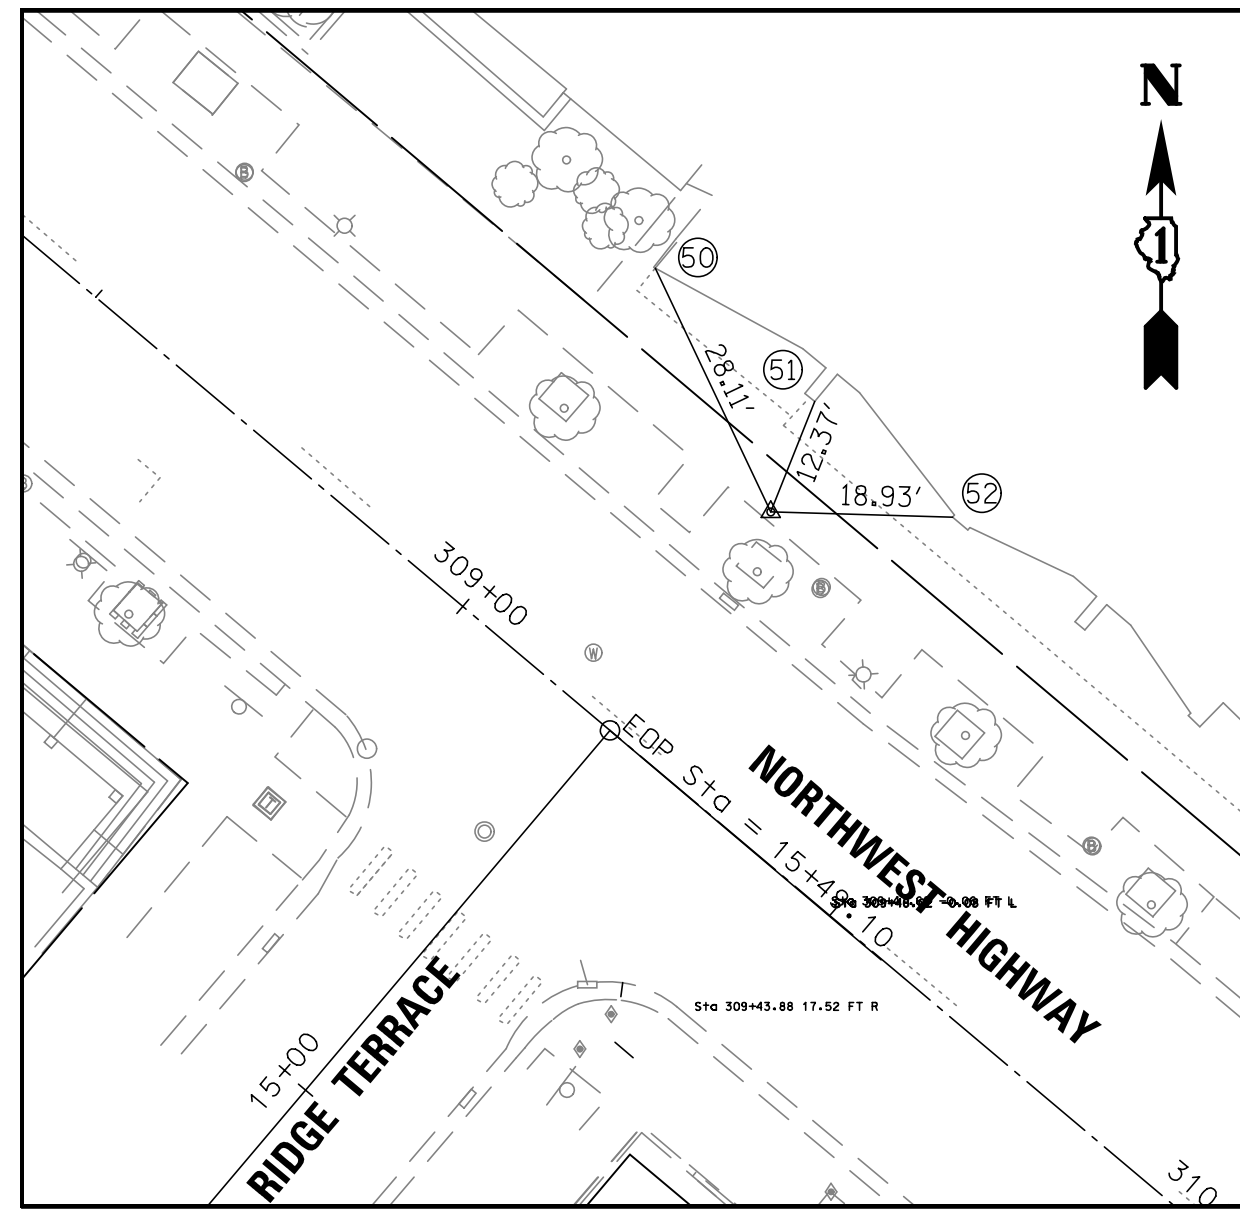 N
1
50
51
28.11'
12.37'
52
18.93'
B
309+00
B
W
EOP Sta = 15+49.10
NORTHWEST HIGHWAY
T
B
Sta 309+43.88 17.52 FT R
RIDGE TERRACE
15+00
310